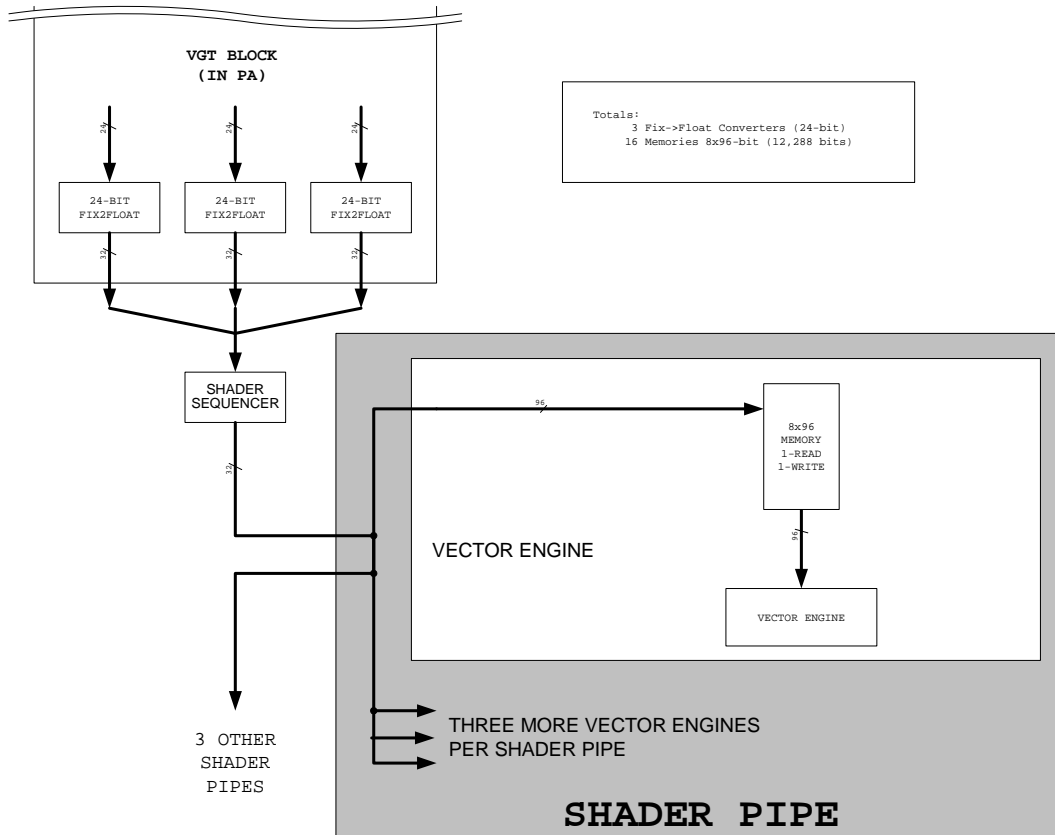 VGT BLOCK
(IN PA)
Totals:
3 Fix->Float Converters (24-bit)
16 Memories 8x96-bit (12,288 bits)
24
24
24
24-BIT
FIX2FLOAT
24-BIT
FIX2FLOAT
24-BIT
FIX2FLOAT
32
32
32
SHADER
SEQUENCER
96
8x96
MEMORY
1-READ
1-WRITE
32
96
VECTOR ENGINE
VECTOR ENGINE
THREE MORE VECTOR ENGINES
PER SHADER PIPE
3 OTHER
SHADER
PIPES
SHADER PIPE